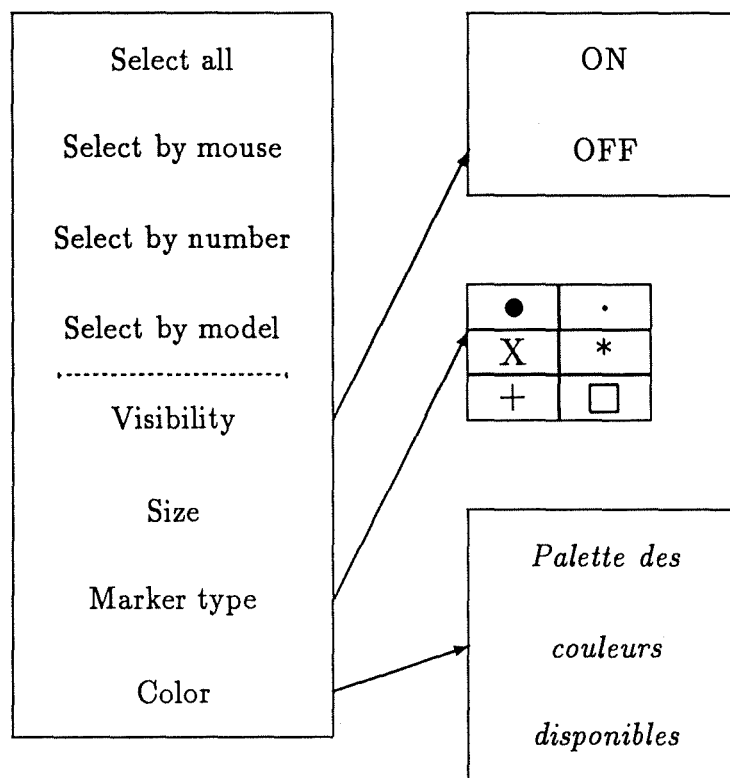 Select all
Select by mouse
Select by number
Select by model
Visibility
Size
Marker type
Color
ON
OFF
● ·
X *
+ □
Palette des
couleurs
disponibles